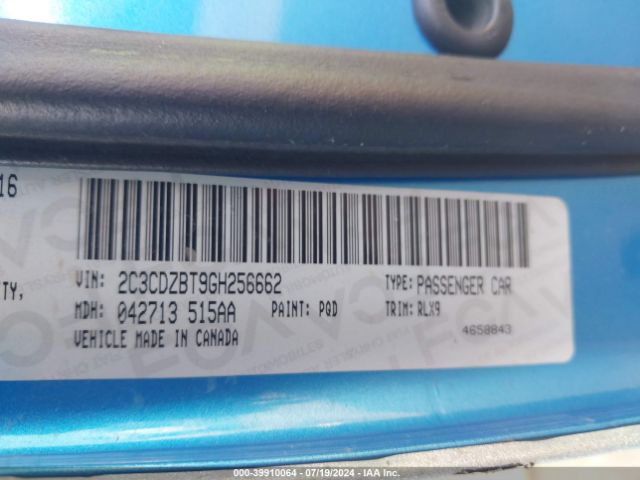 16
TY,
VIN: 2C3CDZBT9GH256662 TYPE: PASSENGER CAR
MDH: 042713 515AA PAINT: PQD TRIM: RLX9
VEHICLE MADE IN CANADA 4658843
000-39910064 - 07/19/2024 - IAA Inc.